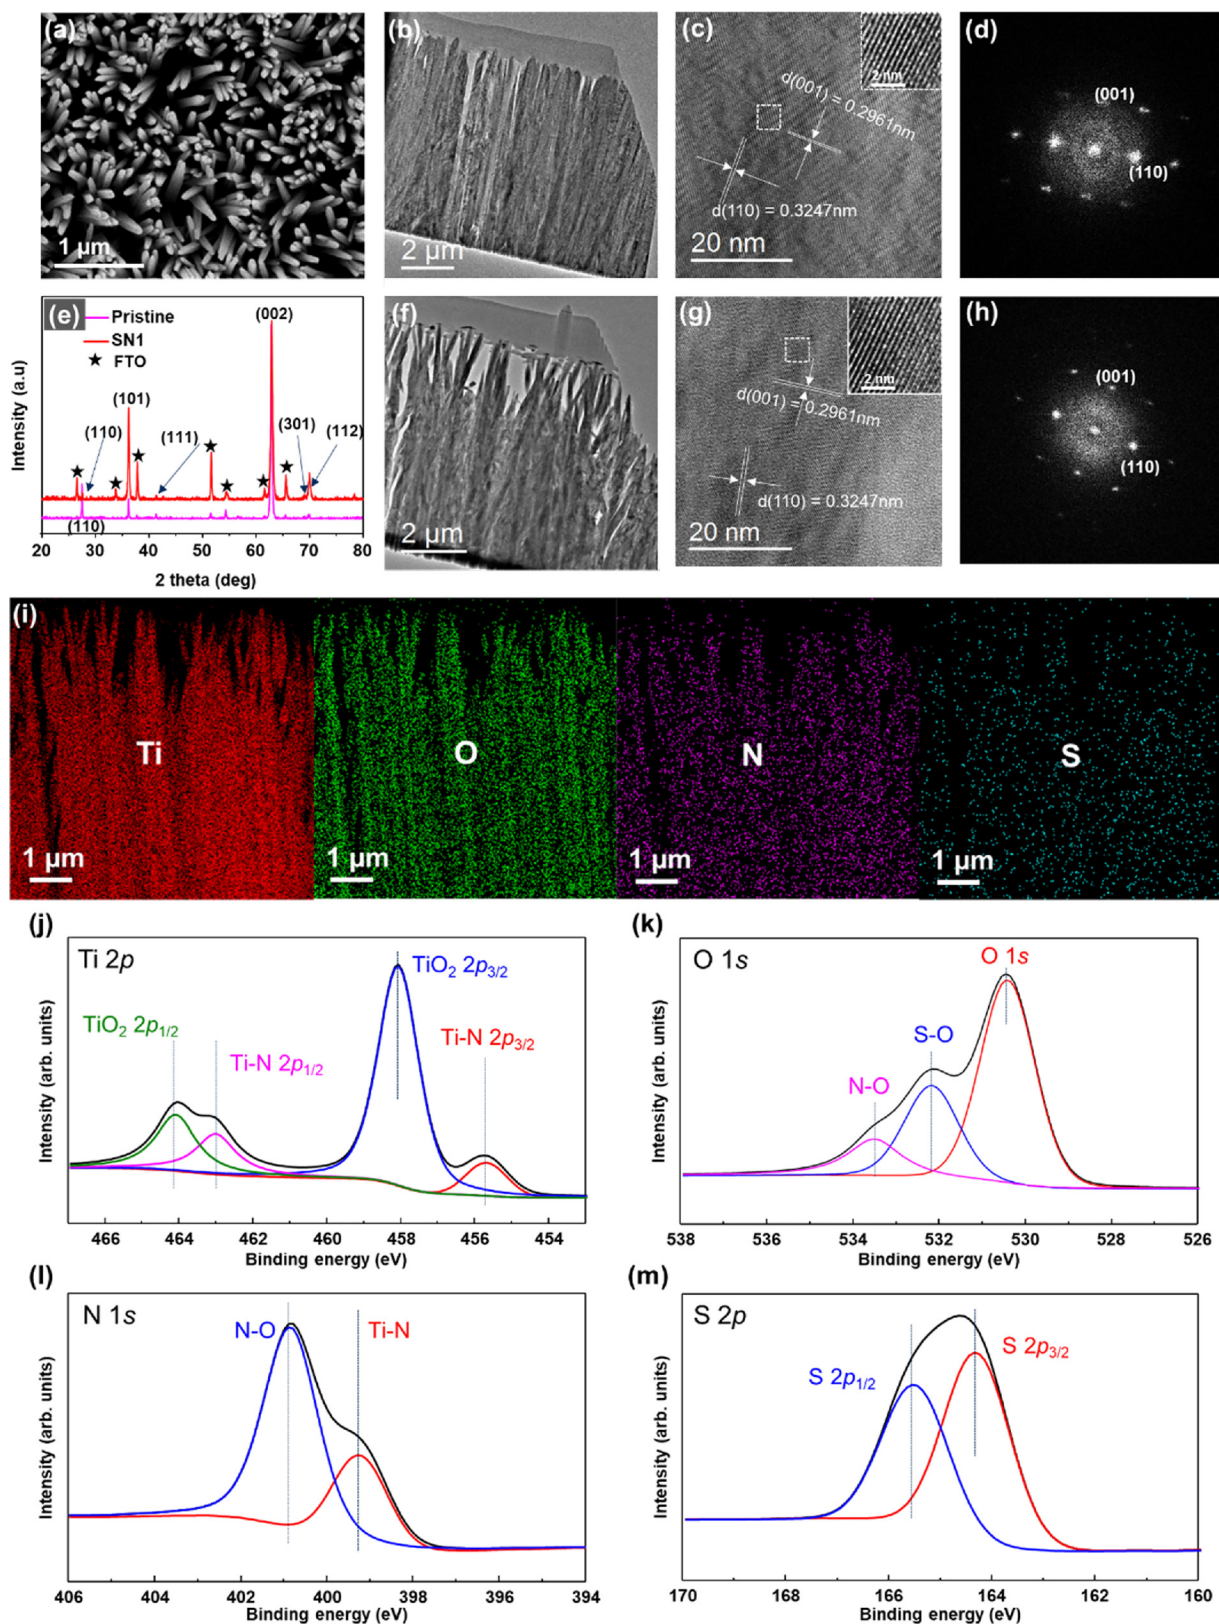 (a)
1 µm
(b)
2 µm
(c)
2 nm
d(001) = 0.2961nm
d(110) = 0.3247nm
20 nm
(d)
(001)
(110)
(e)
Pristine
SN1
★ FTO
(002)
(101)
(110)
(111)
(301)
(112)
(110)
Intensity (a.u)
20 30 40 50 60 70 80
2 theta (deg)
(f)
2 µm
(g)
2 nm
d(001) = 0.2961nm
d(110) = 0.3247nm
20 nm
(h)
(001)
(110)
(i)
Ti
1 µm
O
1 µm
N
1 µm
S
1 µm
(j)
Ti 2p
TiO2 2p3/2
TiO2 2p1/2
Ti-N 2p1/2
Ti-N 2p3/2
Intensity (arb. units)
466 464 462 460 458 456 454
Binding energy (eV)
(k)
O 1s
O 1s
S-O
N-O
Intensity (arb. units)
538 536 534 532 530 528 526
Binding energy (eV)
(l)
N 1s
N-O
Ti-N
Intensity (arb. units)
406 404 402 400 398 396 394
Binding energy (eV)
(m)
S 2p
S 2p3/2
S 2p1/2
Intensity (arb. units)
170 168 166 164 162 160
Binding energy (eV)